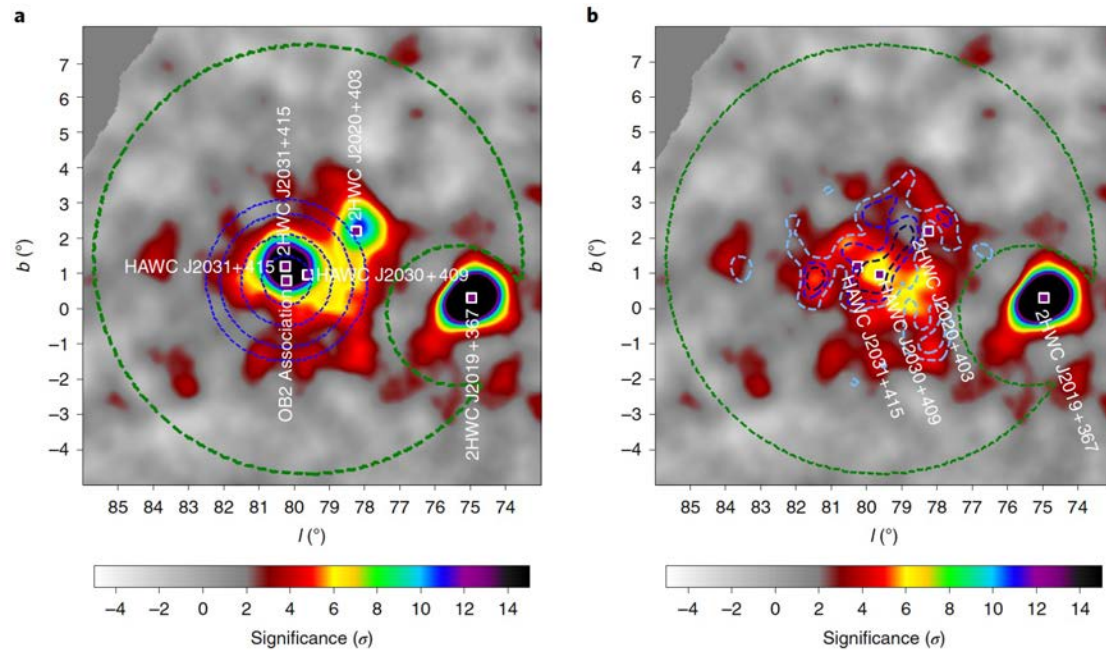 a
b
7
6
5
4
3
2
1
0
−1
−2
−3
−4
b (°)
2HWC J2031+415
2HWC J2020+403
HAWC J2031+415
HAWC J2030+409
OB2 Association
2HWC J2019+367
85 84 83 82 81 80 79 78 77 76 75 74
l (°)
−4 −2 0 2 4 6 8 10 12 14
Significance (σ)
7
6
5
4
3
2
1
0
−1
−2
−3
−4
b (°)
HAWC J2031+415
HAWC J2030+409
2HWC J2020+403
2HWC J2019+367
85 84 83 82 81 80 79 78 77 76 75 74
l (°)
−4 −2 0 2 4 6 8 10 12 14
Significance (σ)